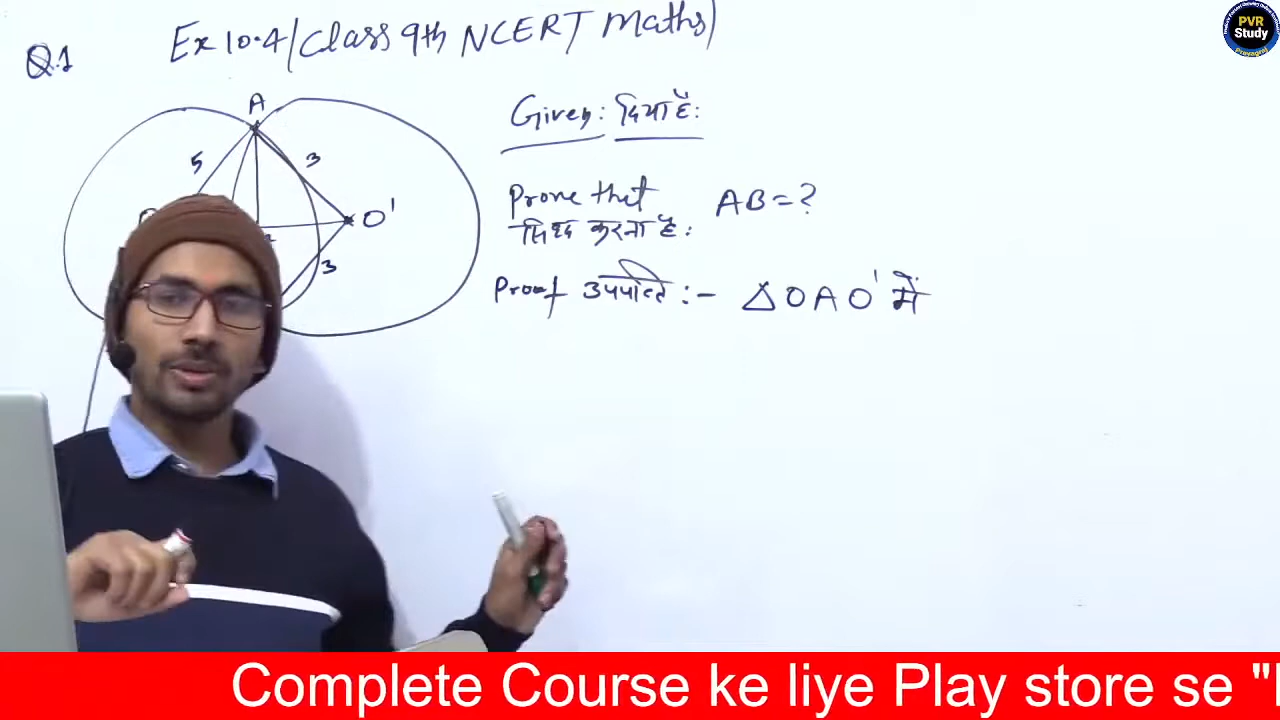 Q.1 Ex 10.4 (Class 9th NCERT Maths)
A
5 3
O'
3
Given: दिया है:
Prove that AB = ?
सिध्द करना है:
Proof उपपत्ति :- △OAO' में
PVR
Study
Prayagraj
Complete Course ke liye Play store se "